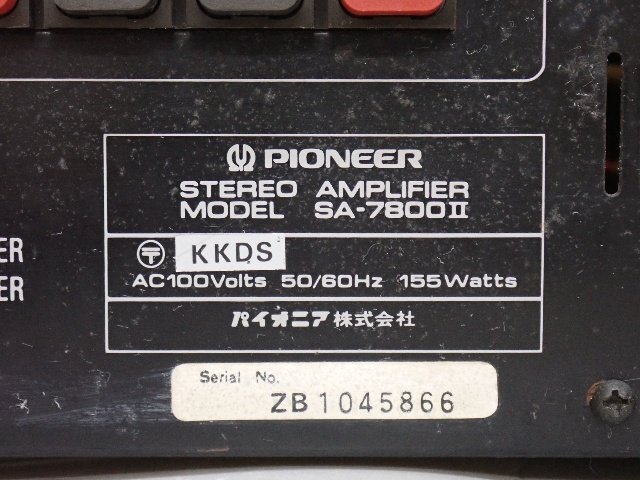 PIONEER
STEREO AMPLIFIER
MODEL SA-7800II
〒 KKDS
AC100Volts 50/60Hz 155Watts
パイオニア株式会社
ER
ER
Serial No.
ZB1045866